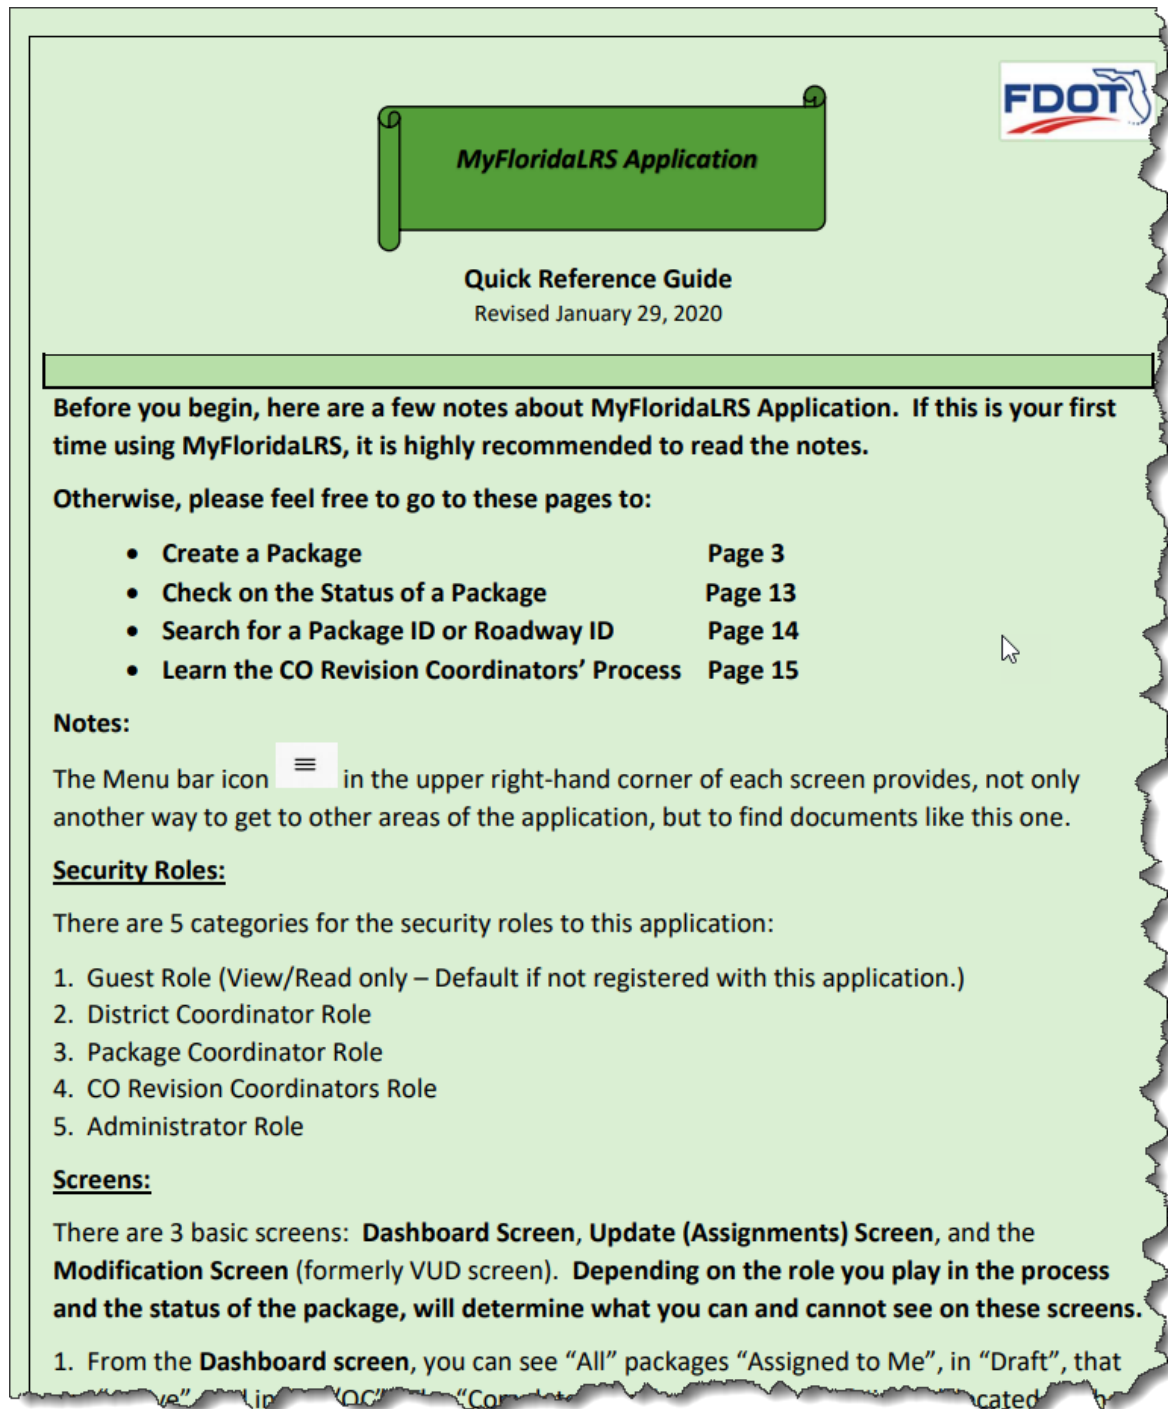 FDOT
MyFloridaLRS Application
Quick Reference Guide
Revised January 29, 2020
Before you begin, here are a few notes about MyFloridaLRS Application.  If this is your first
time using MyFloridaLRS, it is highly recommended to read the notes.
Otherwise, please feel free to go to these pages to:
• Create a Package Page 3
• Check on the Status of a Package Page 13
• Search for a Package ID or Roadway ID Page 14
• Learn the CO Revision Coordinators’ Process Page 15
Notes:
The Menu bar icon in the upper right-hand corner of each screen provides, not only
another way to get to other areas of the application, but to find documents like this one.
Security Roles:
There are 5 categories for the security roles to this application:
1. Guest Role (View/Read only – Default if not registered with this application.)
2. District Coordinator Role
3. Package Coordinator Role
4. CO Revision Coordinators Role
5. Administrator Role
Screens:
There are 3 basic screens:  Dashboard Screen, Update (Assignments) Screen, and the
Modification Screen (formerly VUD screen).  Depending on the role you play in the process
and the status of the package, will determine what you can and cannot see on these screens.
1. From the Dashboard screen, you can see “All” packages “Assigned to Me”, in “Draft”, that